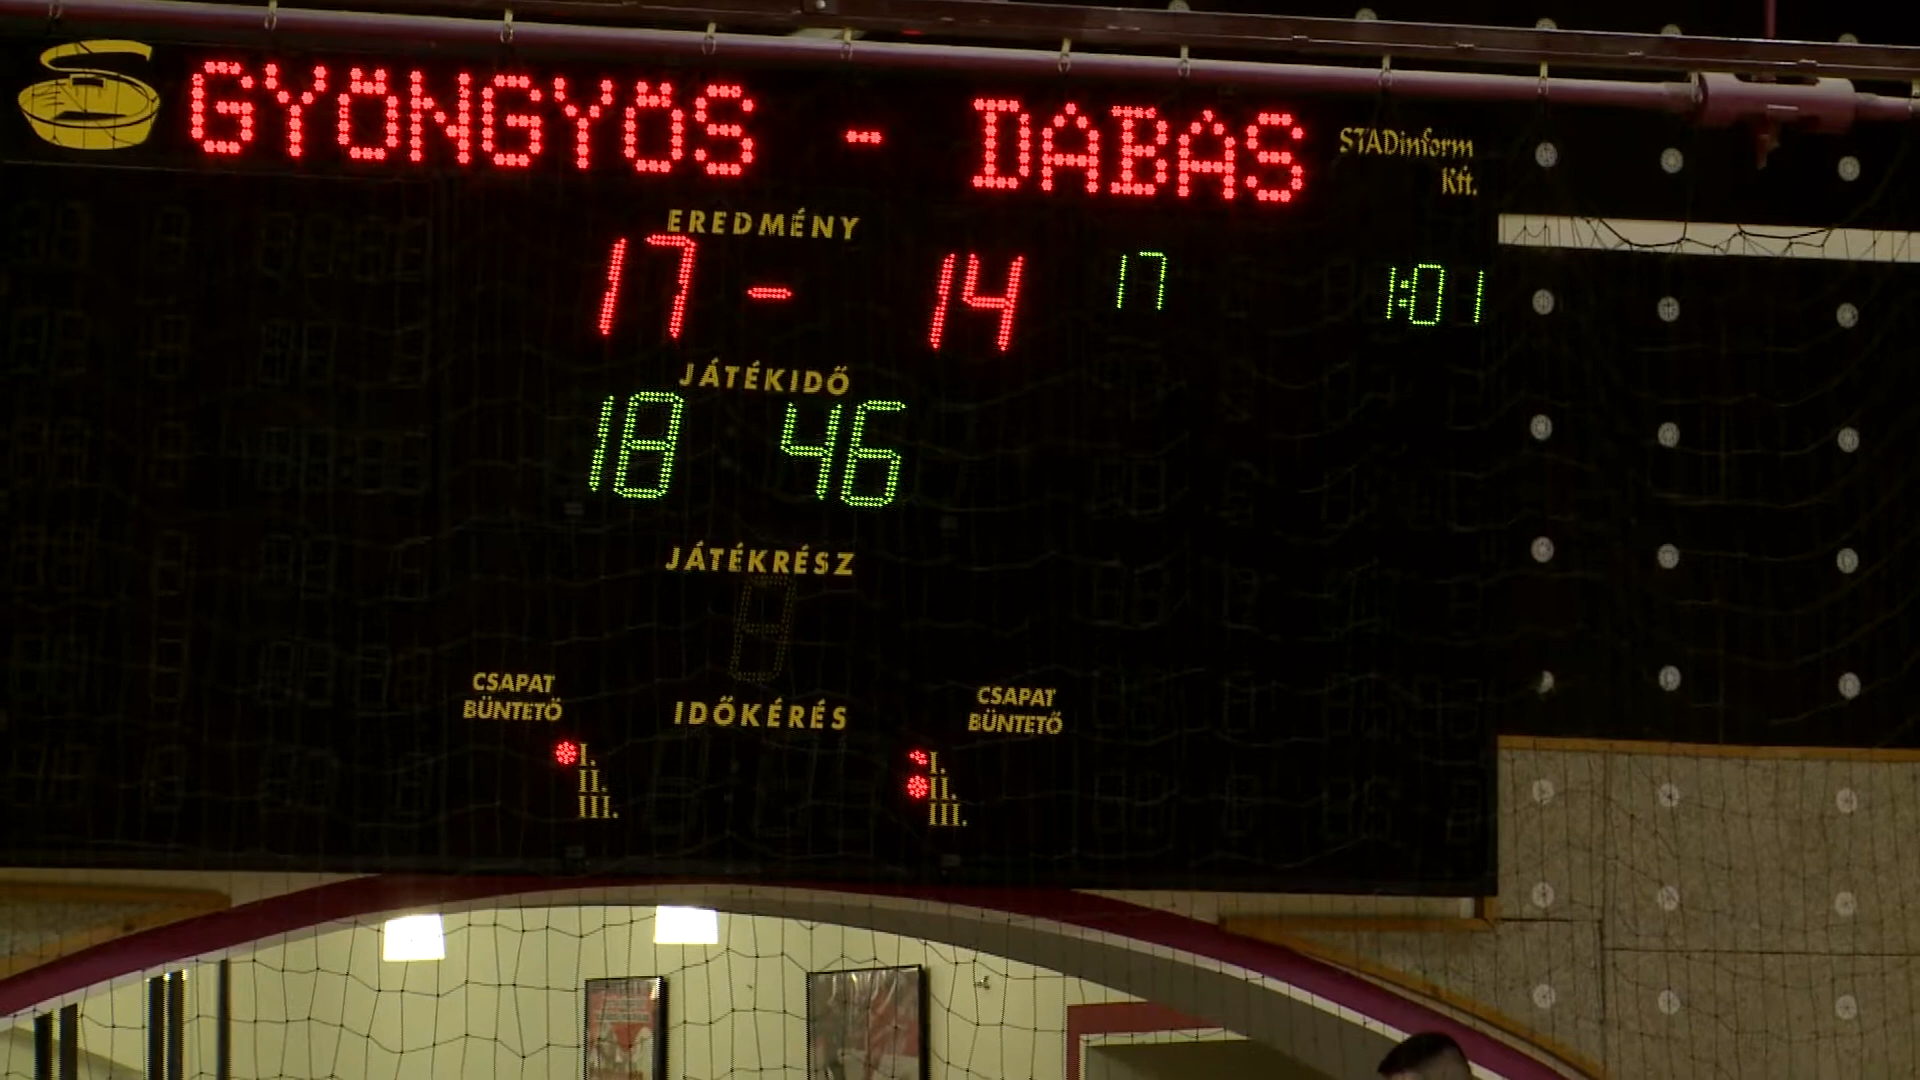 GYÖNGYÖS - DABAS
STADinform
Kft.
EREDMÉNY
17 - 14 17 1:01
JÁTÉKIDŐ
18 46
JÁTÉKRÉSZ
CSAPAT
BÜNTETŐ
IDŐKÉRÉS
CSAPAT
BÜNTETŐ
I.
II.
III.
I.
II.
III.